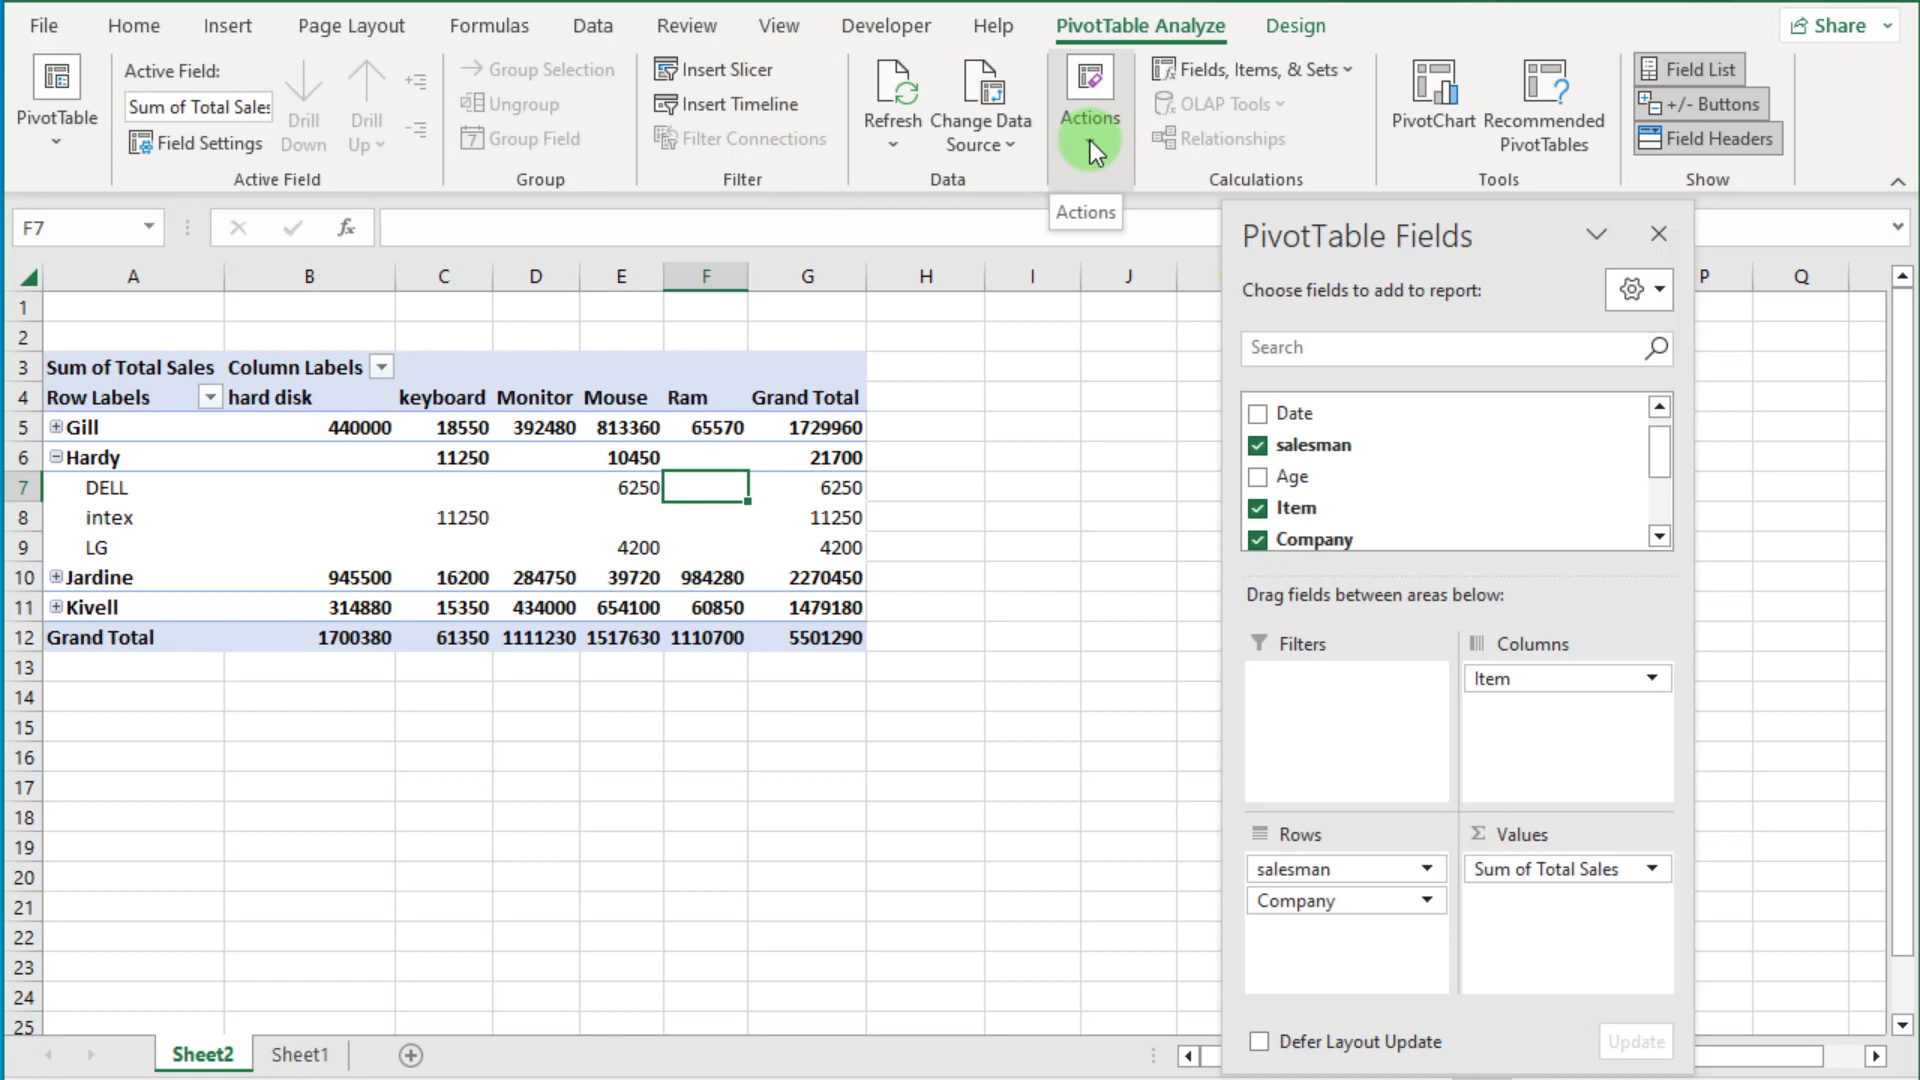 File Home Insert Page Layout Formulas Data Review View Developer Help PivotTable Analyze Design Share
PivotTable
Active Field:
Sum of Total Sales
Field Settings
Drill Down
Drill Up
Active Field
Group Selection
Ungroup
Group Field
Group
Insert Slicer
Insert Timeline
Filter Connections
Filter
Refresh
Change Data Source
Data
Actions
Fields, Items, & Sets
OLAP Tools
Relationships
Calculations
PivotChart
Recommended PivotTables
Tools
Field List
+/- Buttons
Field Headers
Show
Actions
F7
fx
A B C D E F G H I J P Q
1
2
3 Sum of Total Sales Column Labels
4 Row Labels hard disk keyboard Monitor Mouse Ram Grand Total
5 Gill 440000 18550 392480 813360 65570 1729960
6 Hardy 11250 10450 21700
7 DELL 6250 6250
8 intex 11250 11250
9 LG 4200 4200
10 Jardine 945500 16200 284750 39720 984280 2270450
11 Kivell 314880 15350 434000 654100 60850 1479180
12 Grand Total 1700380 61350 1111230 1517630 1110700 5501290
13
14
15
16
17
18
19
20
21
22
23
24
25
Sheet2 Sheet1
PivotTable Fields
Choose fields to add to report:
Search
Date
salesman
Age
Item
Company
Drag fields between areas below:
Filters
Columns
Item
Rows
salesman
Company
Σ Values
Sum of Total Sales
Defer Layout Update
Update